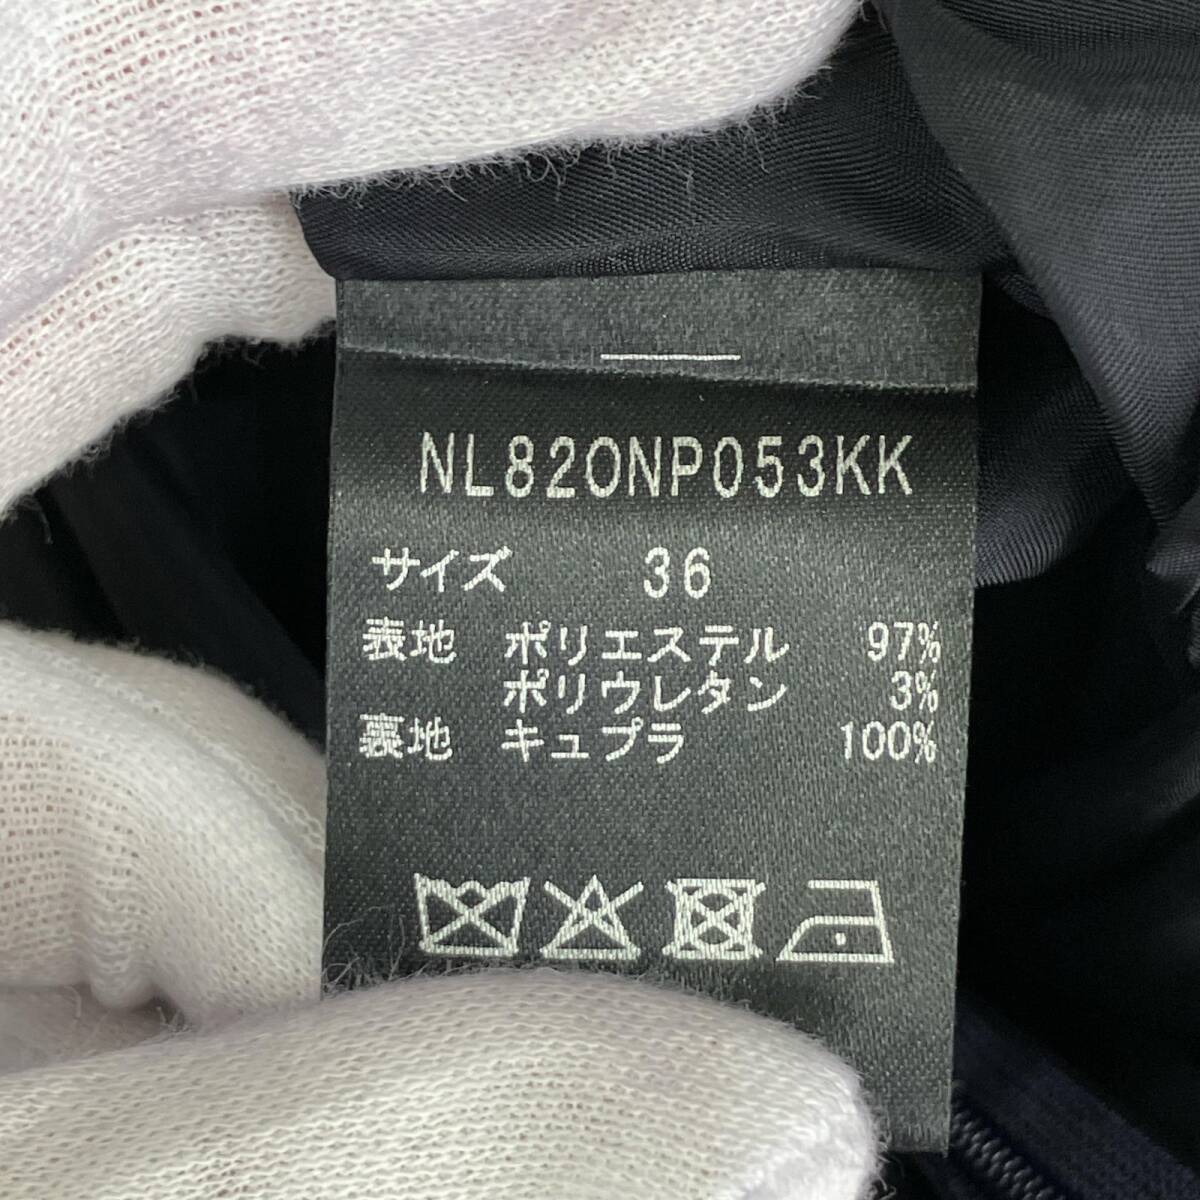 NL820NP053KK
サイズ 36
表地 ポリエステル 97%
ポリウレタン 3%
裏地 キュプラ 100%